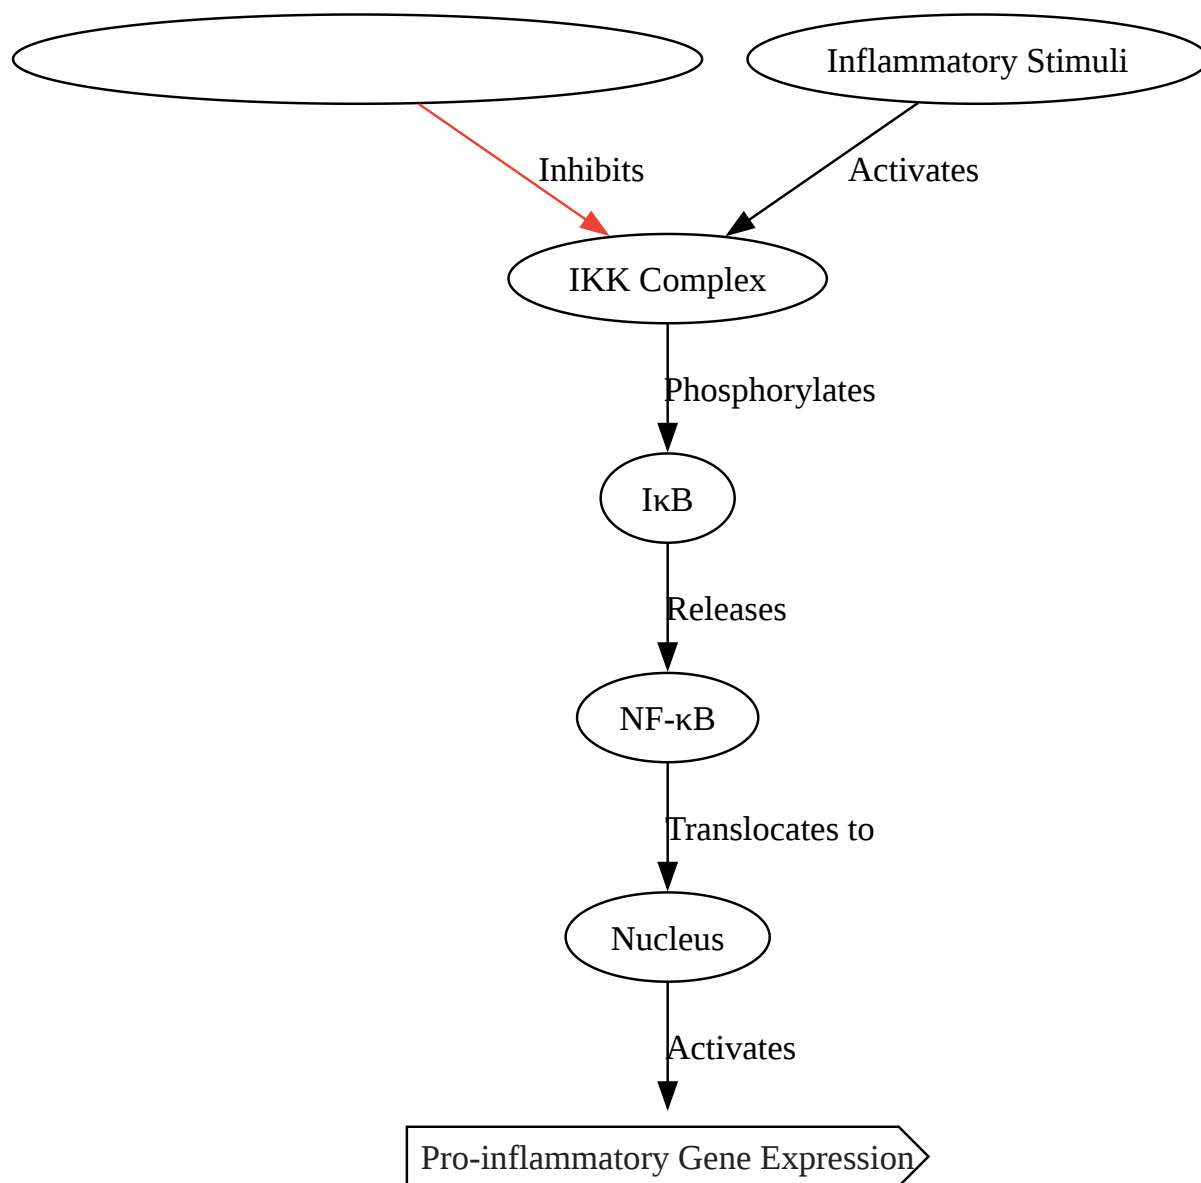 Inflammatory Stimuli
Inhibits
Activates
IKK Complex
Phosphorylates
IκB
Releases
NF-κB
Translocates to
Nucleus
Activates
Pro-inflammatory Gene Expression